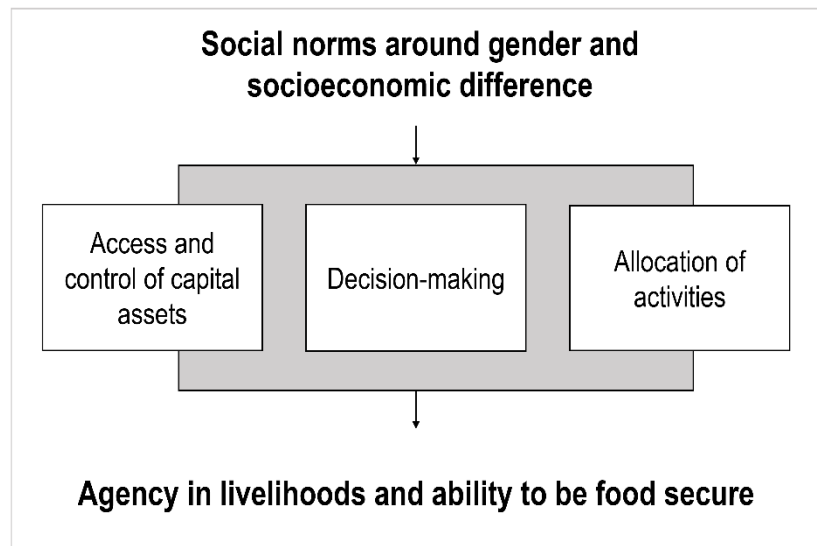 Social norms around gender and
socioeconomic difference
Access and
control of capital
assets
Decision-making
Allocation of
activities
Agency in livelihoods and ability to be food secure